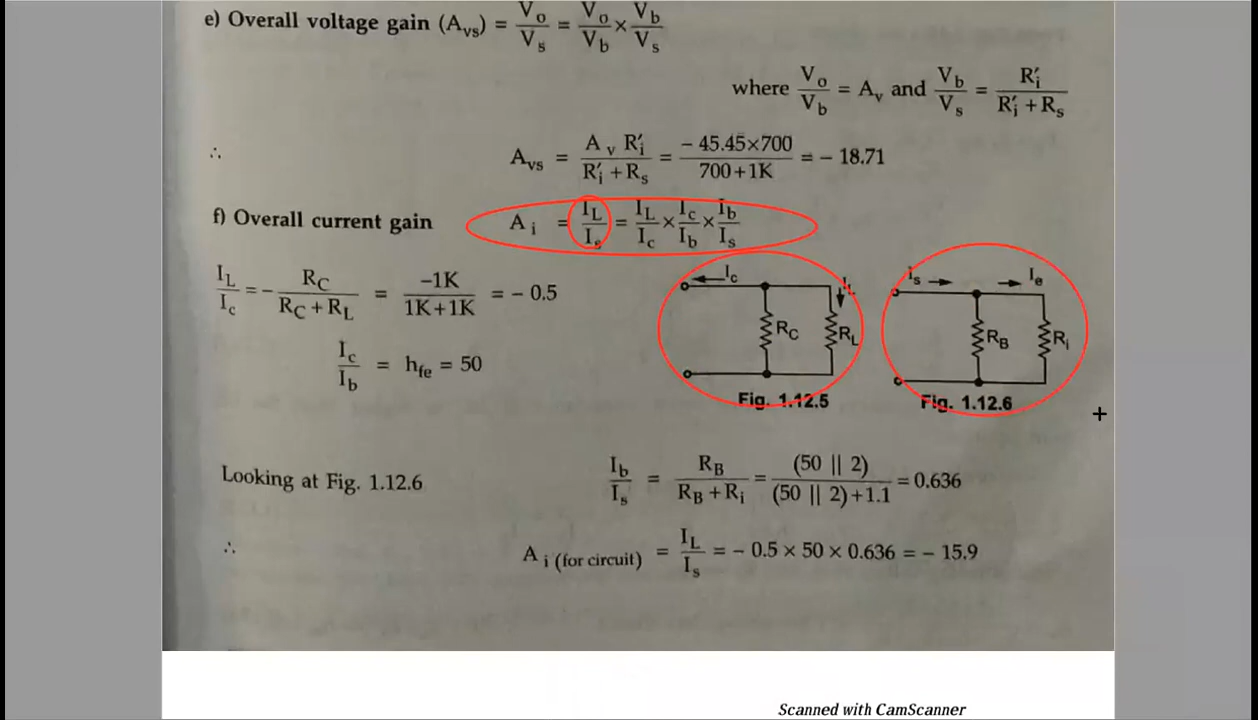 e) Overall voltage gain (Avs) = Vo/Vs = Vo/Vb × Vb/Vs
where Vo/Vb = Av and Vb/Vs = R′i/(R′i + Rs)
∴ Avs = Av R′i/(R′i + Rs) = − 45.45×700/(700+1K) = − 18.71
f) Overall current gain Ai = IL/Is = IL/Ic × Ic/Ib × Ib/Is
IL/Ic = − RC/(RC + RL) = −1K/(1K+1K) = − 0.5
Ic/Ib = hfe = 50
Ic RC RL
Fig. 1.12.5
Is Ie RB Ri
Fig. 1.12.6
Looking at Fig. 1.12.6 Ib/Is = RB/(RB + Ri) = (50 || 2)/((50 || 2)+1.1 = 0.636
∴ Ai (for circuit) = IL/Is = − 0.5 × 50 × 0.636 = − 15.9
Scanned with CamScanner